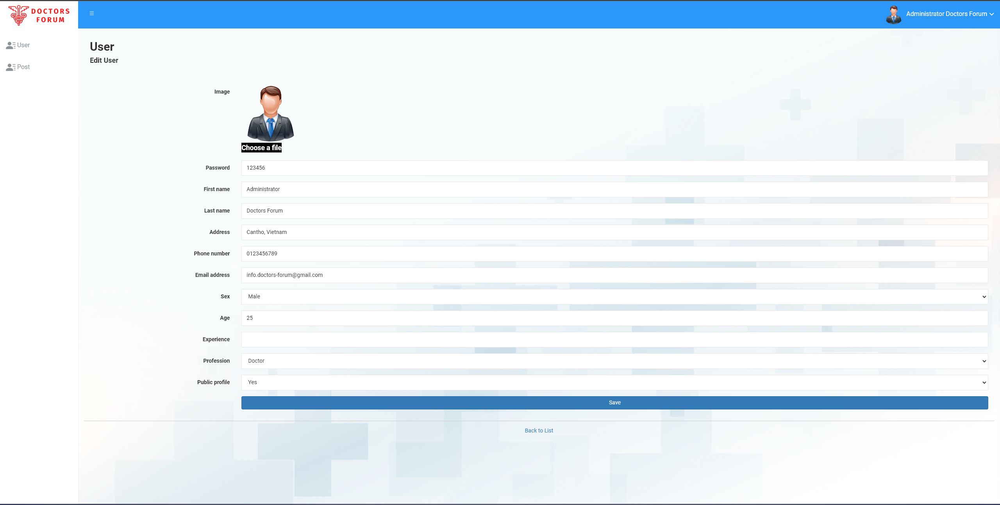 DOCTORS
FORUM
Administrator Doctors Forum
User
Post
User
Edit User
Image
Choose a file
Password 123456
First name Administrator
Last name Doctors Forum
Address Cantho, Vietnam
Phone number 0123456789
Email address info.doctors-forum@gmail.com
Sex Male
Age 25
Experience
Profession Doctor
Public profile Yes
Save
Back to List